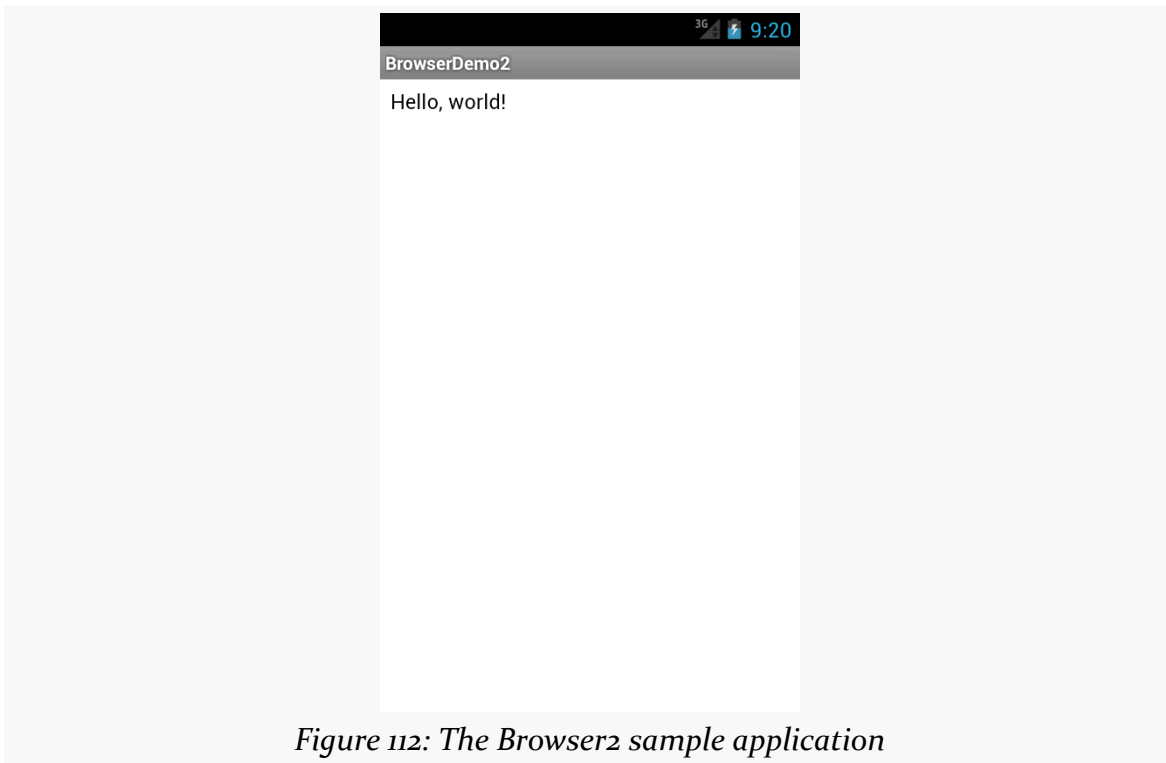 3G 9:20
BrowserDemo2
Hello, world!
Figure 112: The Browser2 sample application